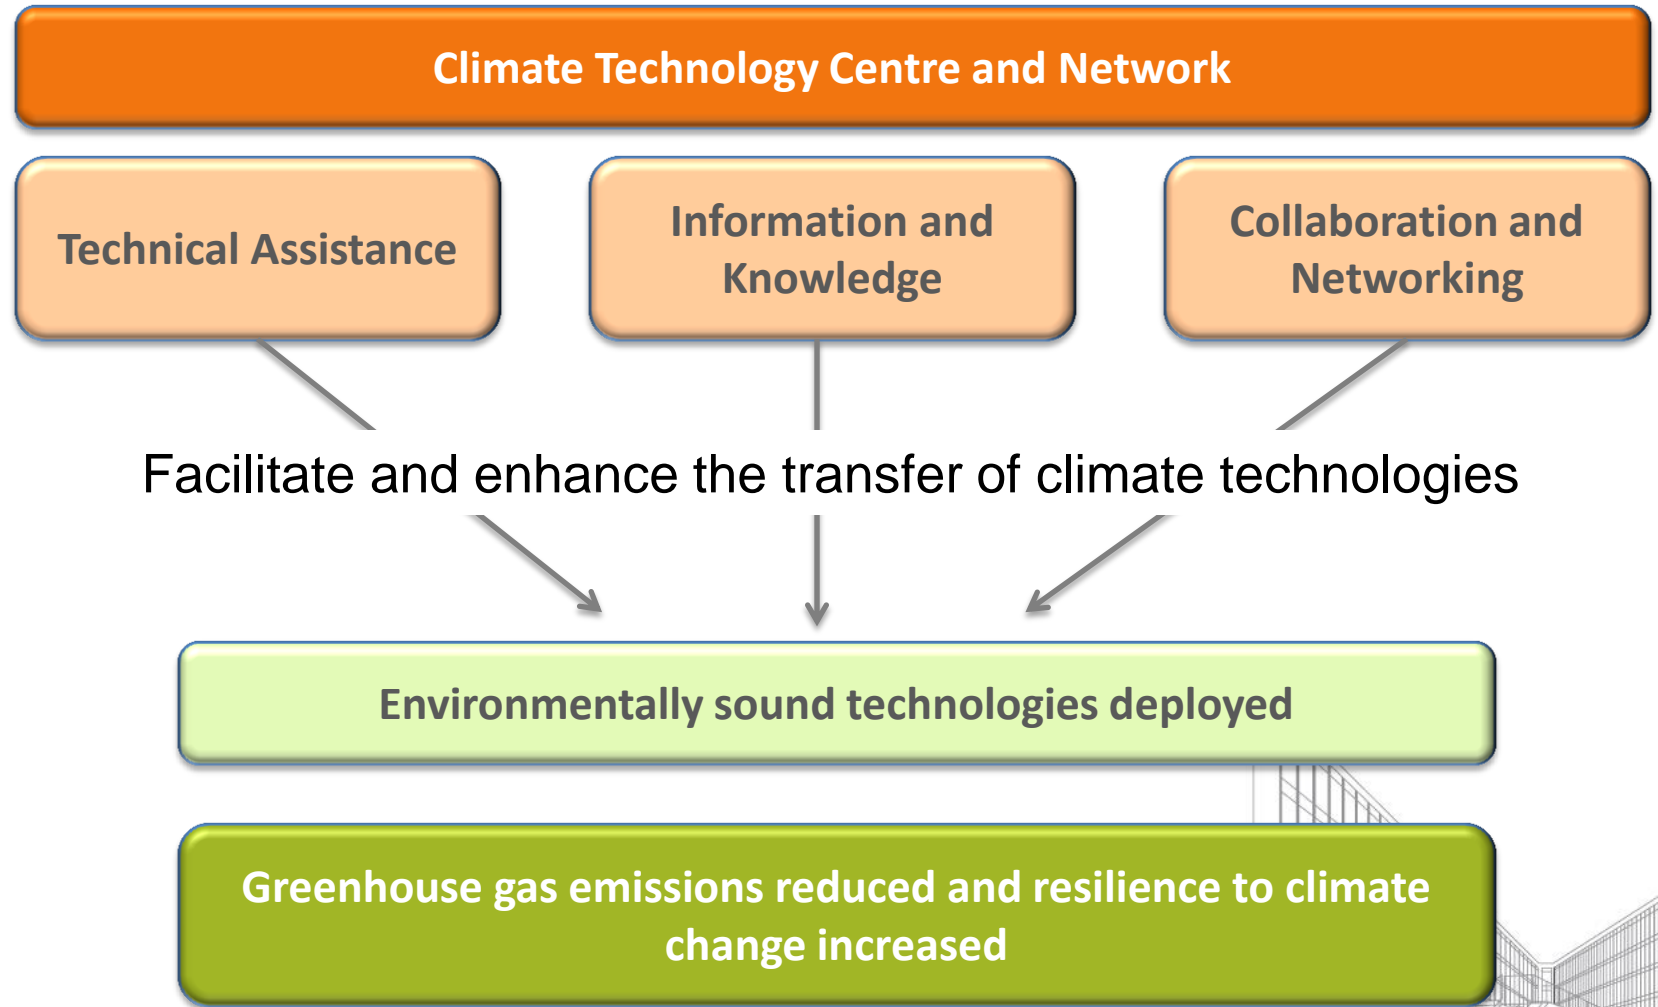 Climate Technology Centre and Network
Technical Assistance
Information and
Knowledge
Collaboration and
Networking
Facilitate and enhance the transfer of climate technologies
Environmentally sound technologies deployed
Greenhouse gas emissions reduced and resilience to climate
change increased